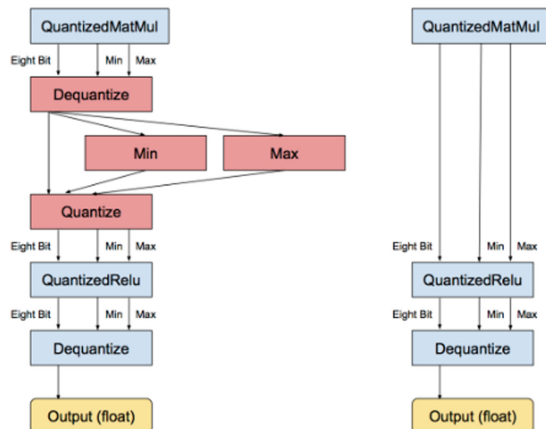 QuantizedMatMul
Eight Bit Min Max
Dequantize
Min Max
Quantize
Eight Bit Min Max
QuantizedRelu
Eight Bit Min Max
Dequantize
Output (float)
QuantizedMatMul
Eight Bit Min Max
QuantizedRelu
Eight Bit Min Max
Dequantize
Output (float)